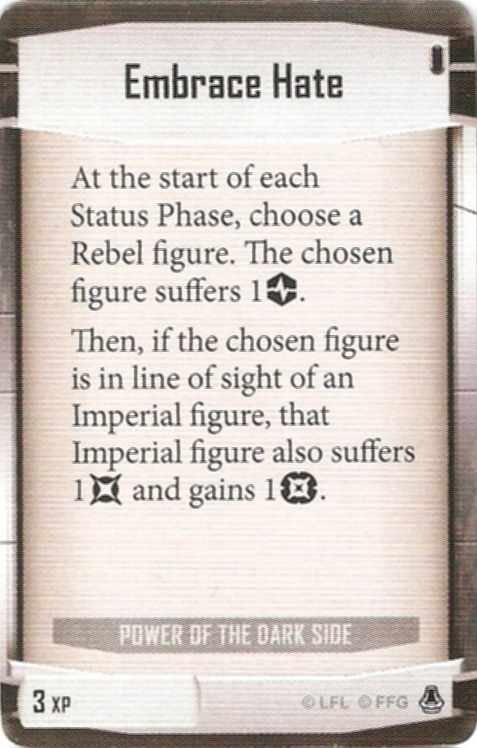 Embrace Hate
At the start of each
Status Phase, choose a
Rebel figure. The chosen
figure suffers 1.
Then, if the chosen figure
is in line of sight of an
Imperial figure, that
Imperial figure also suffers
1 and gains 1.
POWER OF THE DARK SIDE
3 XP
© LFL © FFG